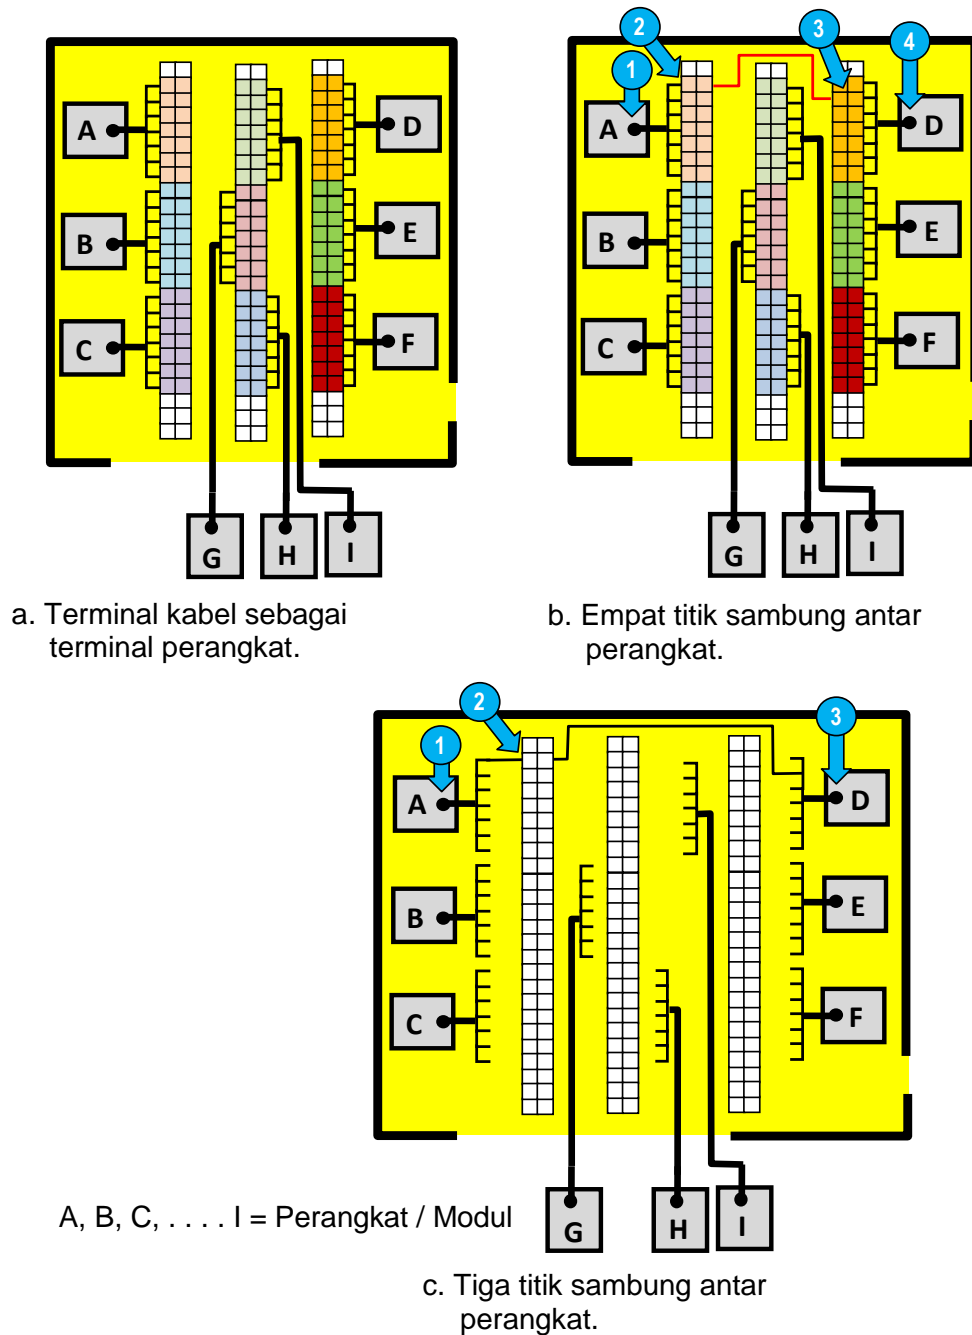 2
3
4
1
A
D
A
D
B
E
B
E
C
F
C
F
G
H
I
G
H
I
a. Terminal kabel sebagai
terminal perangkat.
b. Empat titik sambung antar
perangkat.
2
3
1
A
D
B
E
C
F
A, B, C, . . . . I = Perangkat / Modul
G
H
I
c. Tiga titik sambung antar
perangkat.